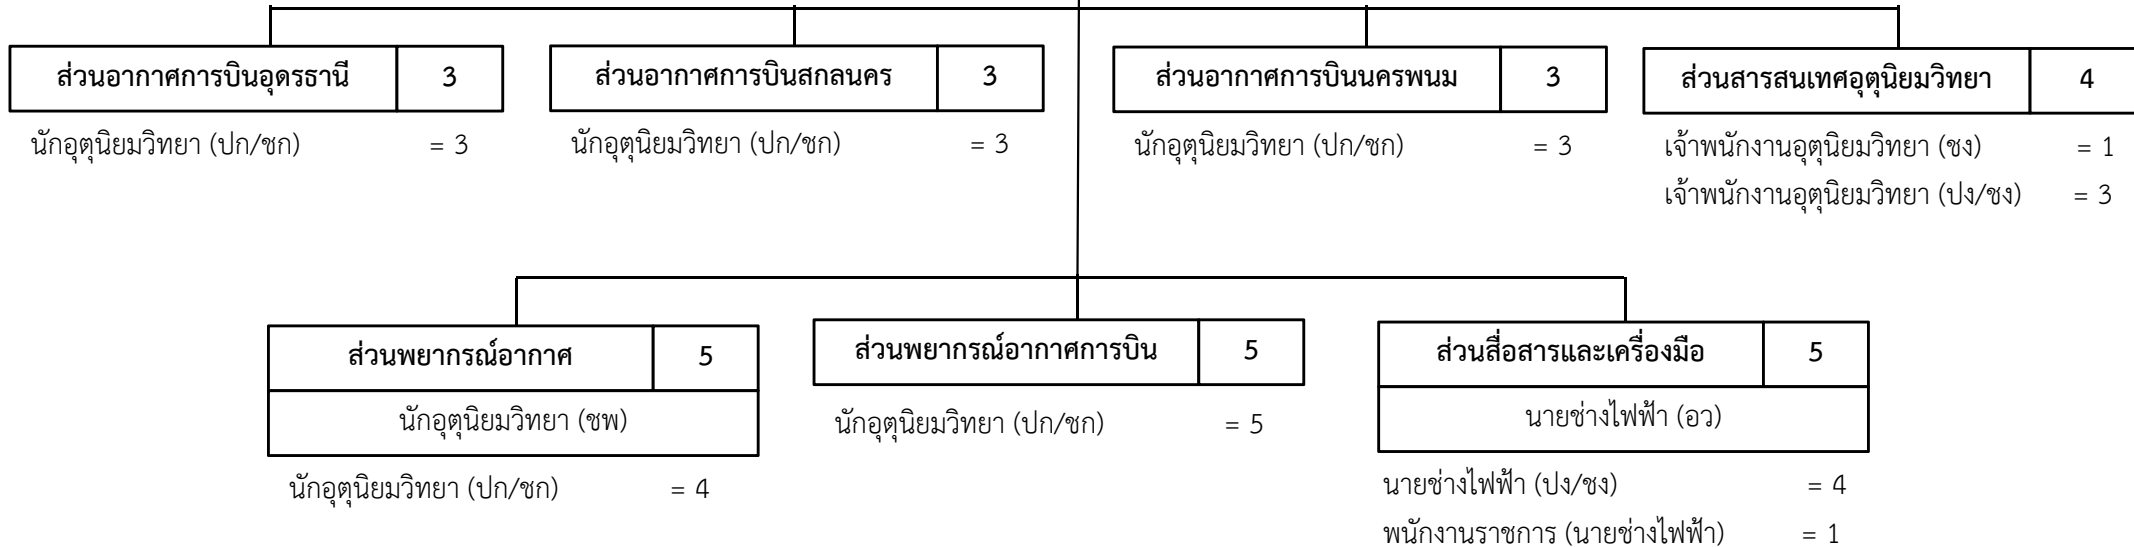 ส่วนอากาศการบินอุดรธานี 3
นักอุตุนิยมวิทยา (ปก/ชก) = 3
ส่วนอากาศการบินสกลนคร 3
นักอุตุนิยมวิทยา (ปก/ชก) = 3
ส่วนอากาศการบินนครพนม 3
นักอุตุนิยมวิทยา (ปก/ชก) = 3
ส่วนสารสนเทศอุตุนิยมวิทยา 4
เจ้าพนักงานอุตุนิยมวิทยา (ชง) = 1
เจ้าพนักงานอุตุนิยมวิทยา (ปง/ชง) = 3
ส่วนพยากรณ์อากาศ 5
นักอุตุนิยมวิทยา (ชพ)
นักอุตุนิยมวิทยา (ปก/ชก) = 4
ส่วนพยากรณ์อากาศการบิน 5
นักอุตุนิยมวิทยา (ปก/ชก) = 5
ส่วนสื่อสารและเครื่องมือ 5
นายช่างไฟฟ้า (อว)
นายช่างไฟฟ้า (ปง/ชง) = 4
พนักงานราชการ (นายช่างไฟฟ้า) = 1